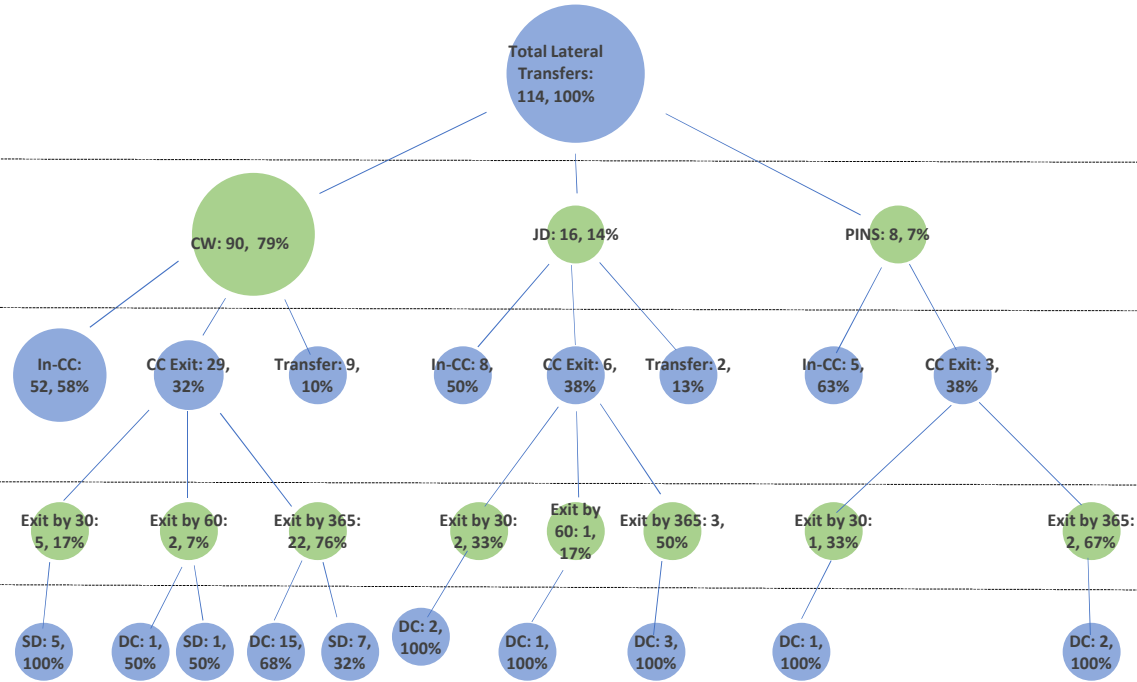 Total Lateral
Transfers:
114, 100%
CW: 90,  79%
JD: 16, 14%
PINS: 8, 7%
In-CC:
52, 58%
CC Exit: 29,
32%
Transfer: 9,
10%
In-CC: 8,
50%
CC Exit: 6,
38%
Transfer: 2,
13%
In-CC: 5,
63%
CC Exit: 3,
38%
Exit by 30:
5, 17%
Exit by 60:
2, 7%
Exit by 365:
22, 76%
Exit by 30:
2, 33%
Exit by
60: 1,
17%
Exit by 365: 3,
50%
Exit by 30:
1, 33%
Exit by 365:
2, 67%
SD: 5,
100%
DC: 1,
50%
SD: 1,
50%
DC: 15,
68%
SD: 7,
32%
DC: 2,
100%
DC: 1,
100%
DC: 3,
100%
DC: 1,
100%
DC: 2,
100%